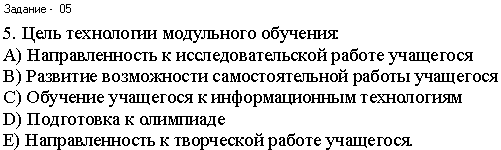 Задание - 05
5. Цель технологии модульного обучения:
A) Направленность к исследовательской работе учащегося
B) Развитие возможности самостоятельной работы учащегося
C) Обучение учащегося к информационным технологиям
D) Подготовка к олимпиаде
E) Направленность к творческой работе учащегося.